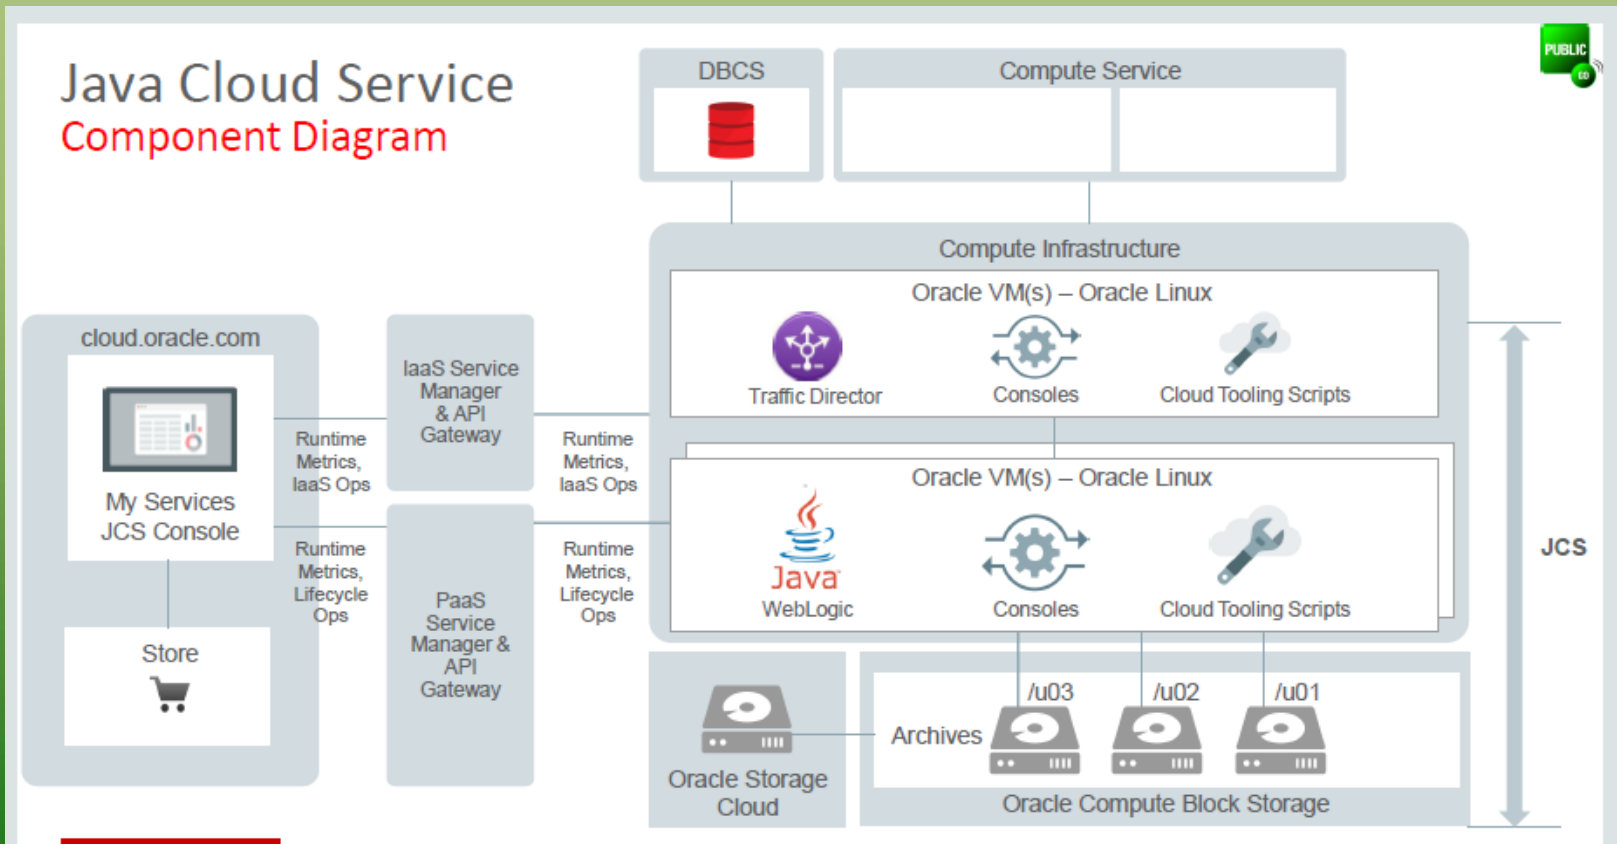 Java Cloud Service
Component Diagram
DBCS
Compute Service
PUBLIC
GD
Compute Infrastructure
Oracle VM(s) – Oracle Linux
Traffic Director
Consoles
Cloud Tooling Scripts
cloud.oracle.com
My Services
JCS Console
Store
Runtime
Metrics,
IaaS Ops
Runtime
Metrics,
Lifecycle
Ops
IaaS Service
Manager
& API
Gateway
PaaS
Service
Manager &
API
Gateway
Runtime
Metrics,
IaaS Ops
Runtime
Metrics,
Lifecycle
Ops
Oracle VM(s) – Oracle Linux
Java
WebLogic
Consoles
Cloud Tooling Scripts
JCS
/u03
/u02
/u01
Archives
Oracle Storage
Cloud
Oracle Compute Block Storage